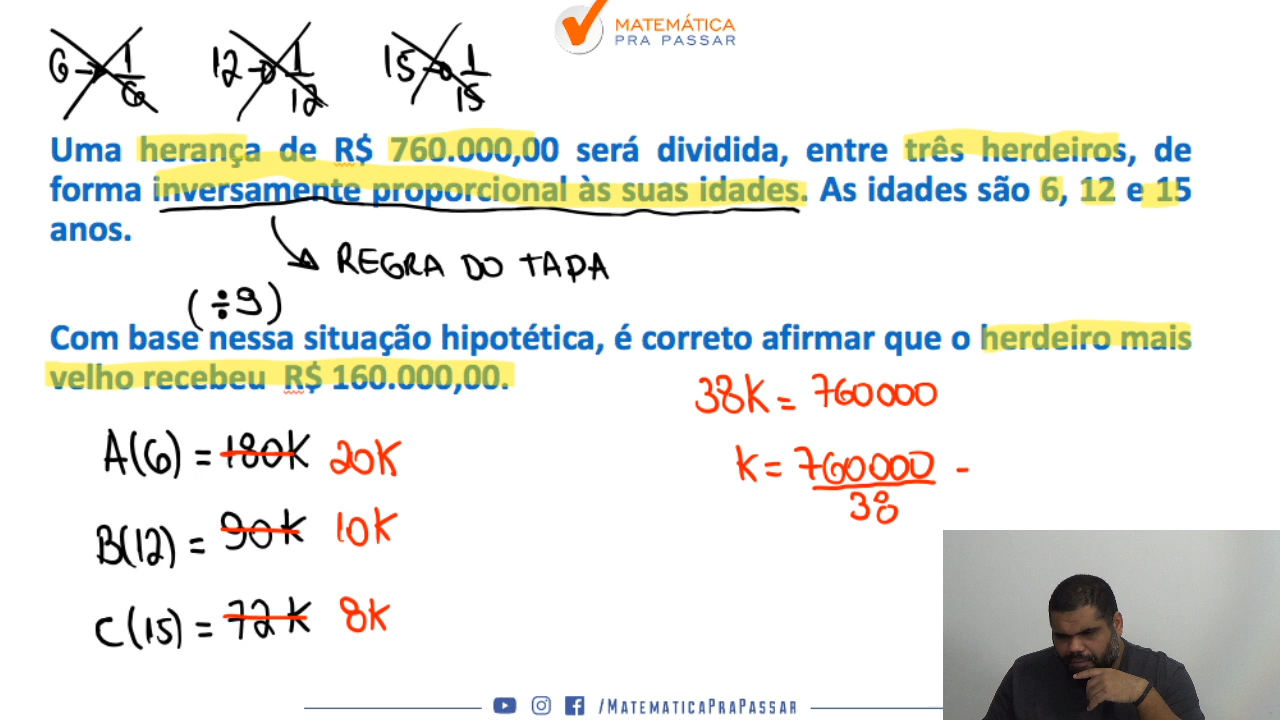 MATEMÁTICA
PRA PASSAR
6 → 1/6 12 → 1/12 15 → 1/15
Uma herança de R$ 760.000,00 será dividida, entre três herdeiros, de
forma inversamente proporcional às suas idades. As idades são 6, 12 e 15
anos.
REGRA DO TAPA
(÷9)
Com base nessa situação hipotética, é correto afirmar que o herdeiro mais
velho recebeu R$ 160.000,00.
38K = 760000
A(6) = 180K 20K
K = 760000/38 =
B(12) = 90K 10K
C(15) = 72K 8K
/MATEMATICAPRAPASSAR